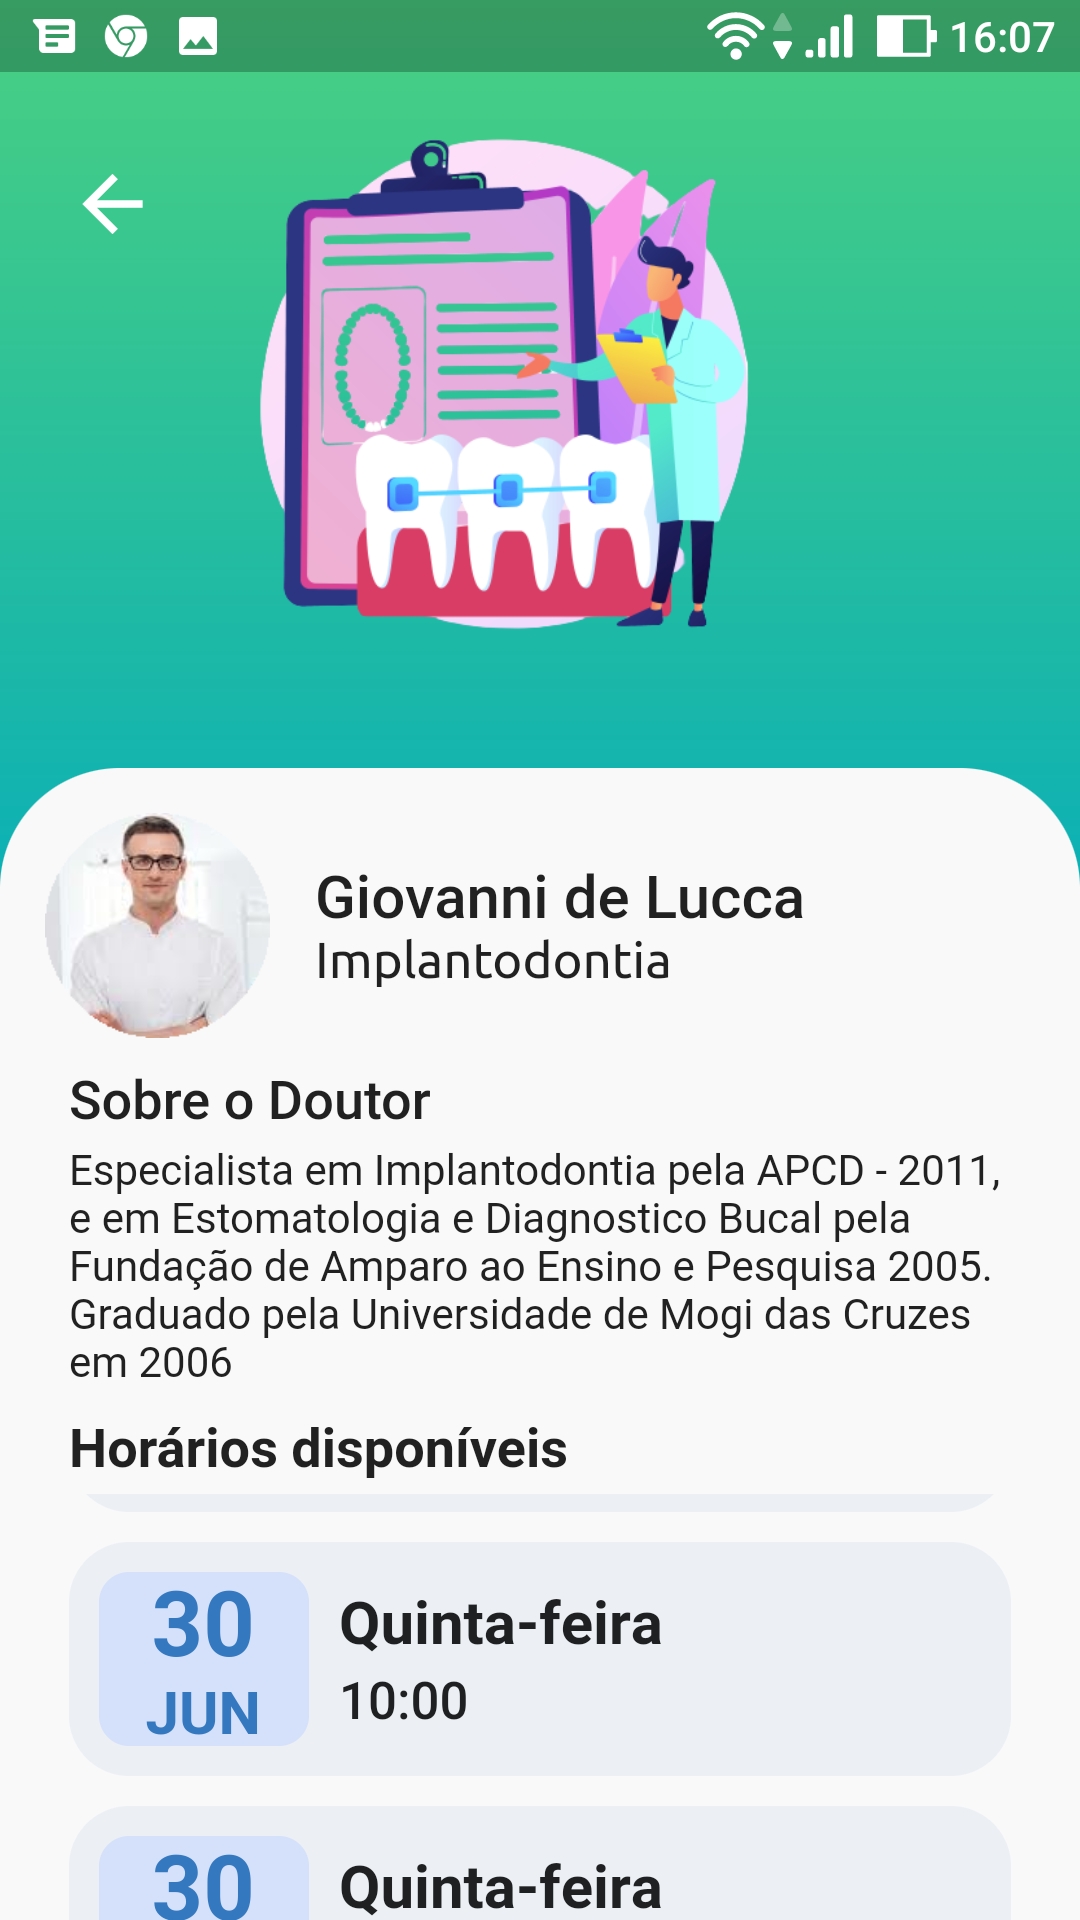 16:07
Giovanni de Lucca
Implantodontia
Sobre o Doutor
Especialista em Implantodontia pela APCD - 2011,
e em Estomatologia e Diagnostico Bucal pela
Fundação de Amparo ao Ensino e Pesquisa 2005.
Graduado pela Universidade de Mogi das Cruzes
em 2006
Horários disponíveis
30
JUN
Quinta-feira
10:00
30
Quinta-feira